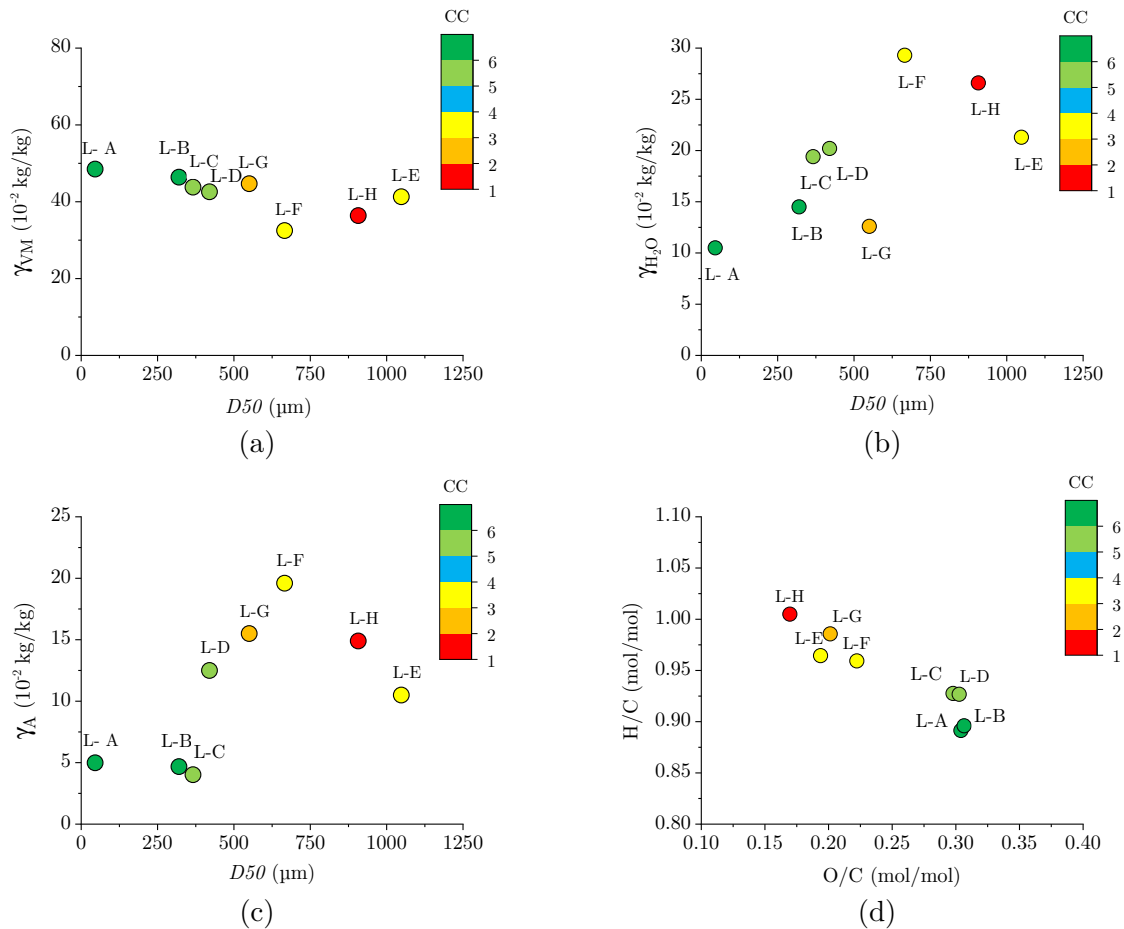 CC
80
60
40
20
0
6
5
4
3
2
1
L- A
L-B
L-C
L-D
L-G
L-F
L-H
L-E
γVM (10-2 kg/kg)
0
250
500
750
1000
1250
D50 (µm)
(a)
CC
30
25
20
15
10
5
0
6
5
4
3
2
1
L-F
L-H
L-E
L-D
L-C
L-B
L-G
L- A
γH2O (10-2 kg/kg)
0
250
500
750
1000
1250
D50 (µm)
(b)
CC
25
20
15
10
5
0
6
5
4
3
2
1
L-F
L-G
L-H
L-D
L-E
L- A
L-B
L-C
γA (10-2 kg/kg)
0
250
500
750
1000
1250
D50 (µm)
(c)
CC
1.10
1.05
1.00
0.95
0.90
0.85
0.80
6
5
4
3
2
1
L-H
L-G
L-E
L-F
L-C
L-D
L-A
L-B
H/C (mol/mol)
0.10
0.15
0.20
0.25
0.30
0.35
0.40
O/C (mol/mol)
(d)